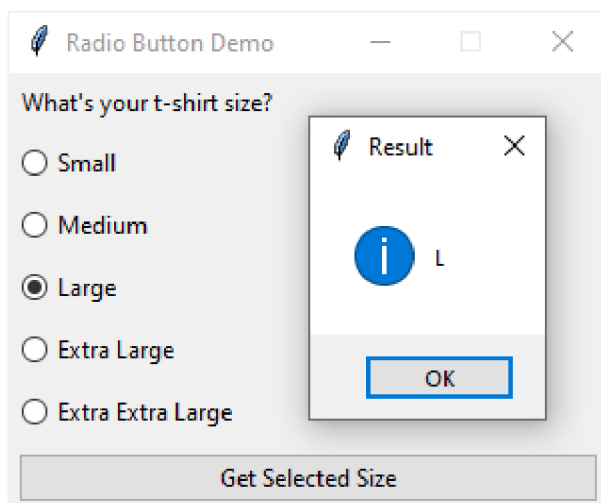 Radio Button Demo
What's your t-shirt size?
Small
Medium
Large
Extra Large
Extra Extra Large
Get Selected Size
Result
L
OK